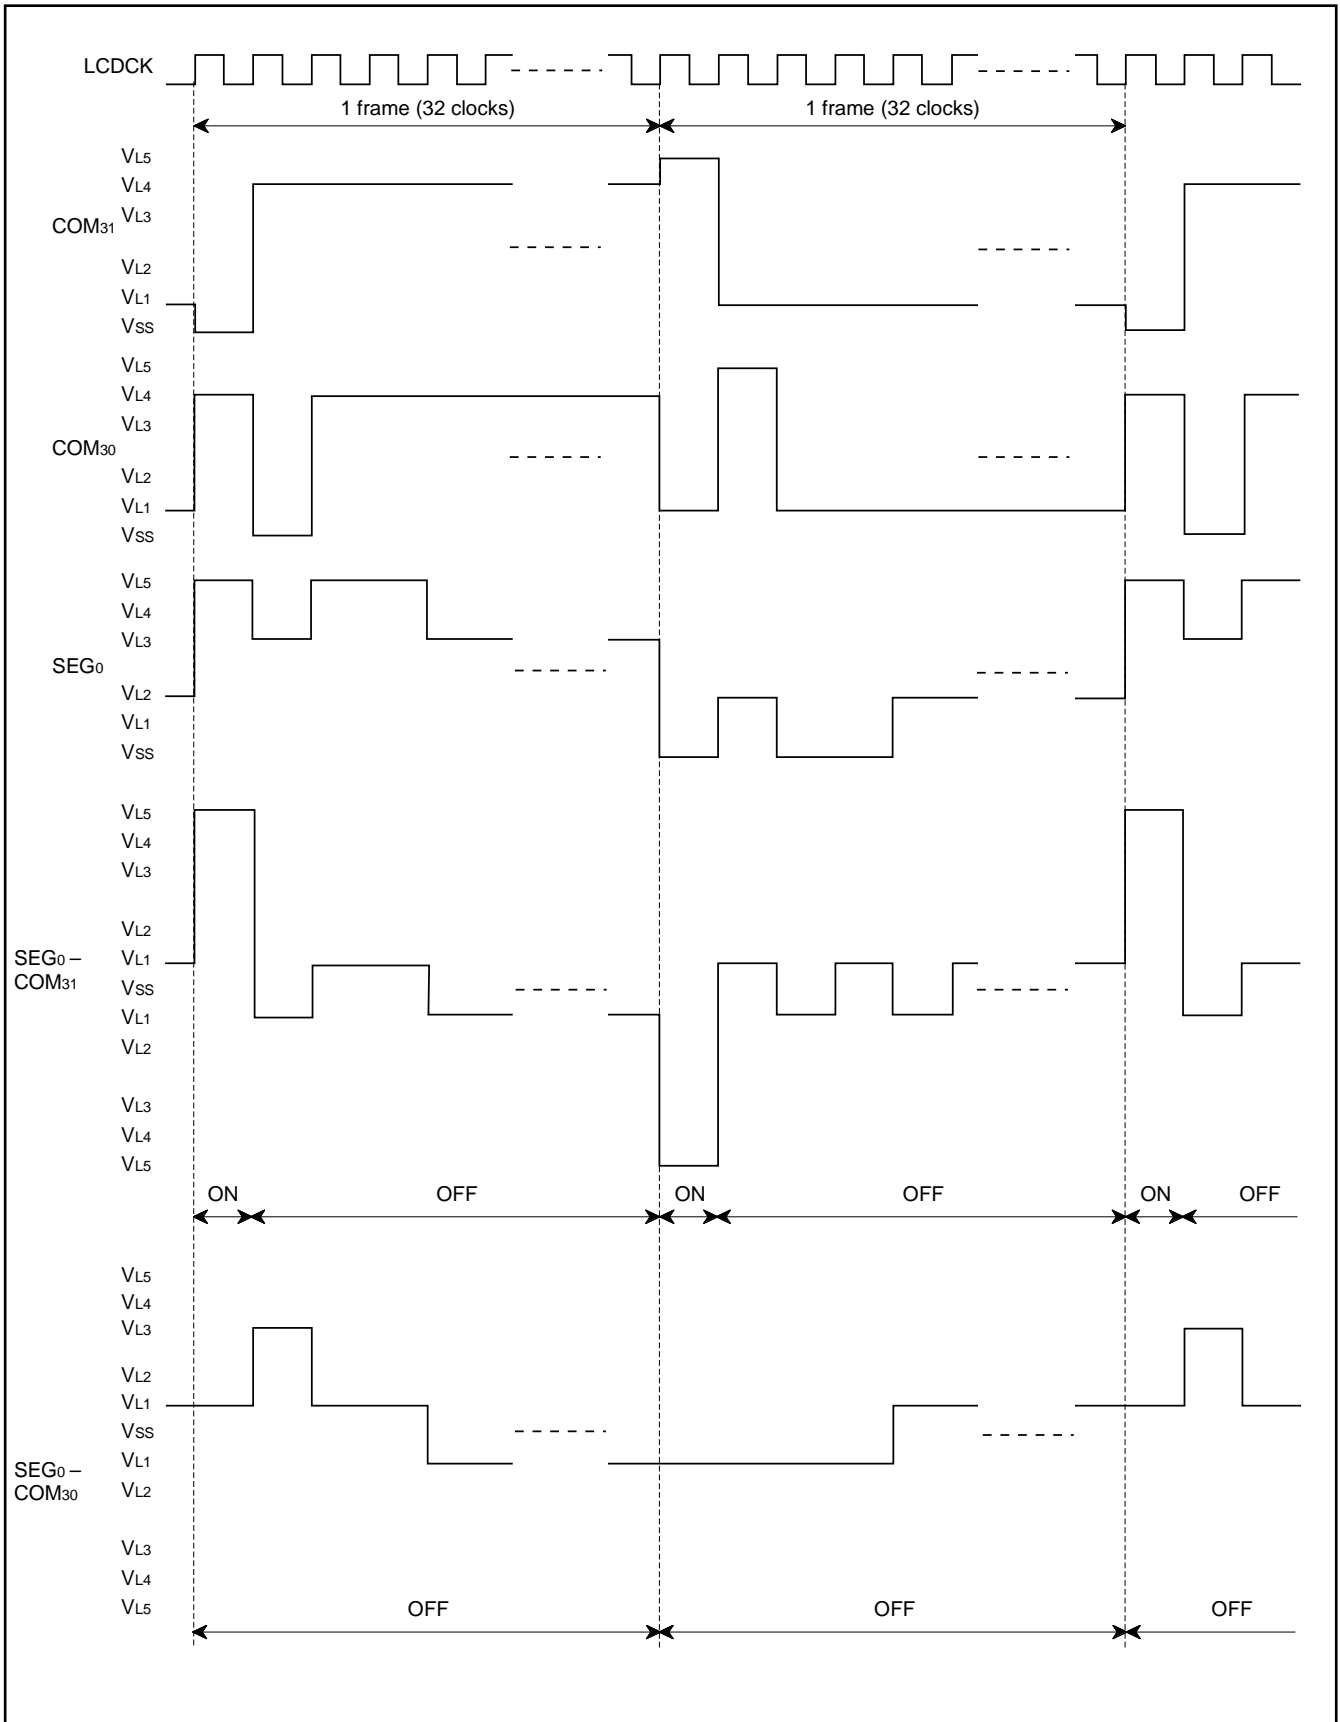 LCDCK
1 frame (32 clocks) 1 frame (32 clocks)
VL5
VL4
VL3
COM31
VL2
VL1
VSS
VL5
VL4
VL3
COM30
VL2
VL1
VSS
VL5
VL4
VL3
SEG0
VL2
VL1
VSS
VL5
VL4
VL3
VL2
SEG0 –
COM31
VL1
VSS
VL1
VL2
VL3
VL4
VL5
ON OFF ON OFF ON OFF
VL5
VL4
VL3
VL2
VL1
VSS
VL1
SEG0 –
COM30
VL2
VL3
VL4
VL5
OFF OFF OFF